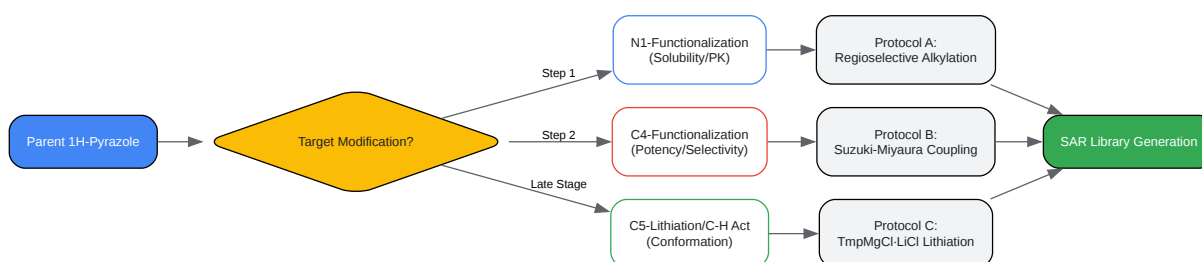 Parent 1H-Pyrazole
Target Modification?
Step 1
Step 2
Late Stage
N1-Functionalization
(Solubility/PK)
C4-Functionalization
(Potency/Selectivity)
C5-Lithiation/C-H Act
(Conformation)
Protocol A:
Regioselective Alkylation
Protocol B:
Suzuki-Miyaura Coupling
Protocol C:
TmpMgCl·LiCl Lithiation
SAR Library Generation